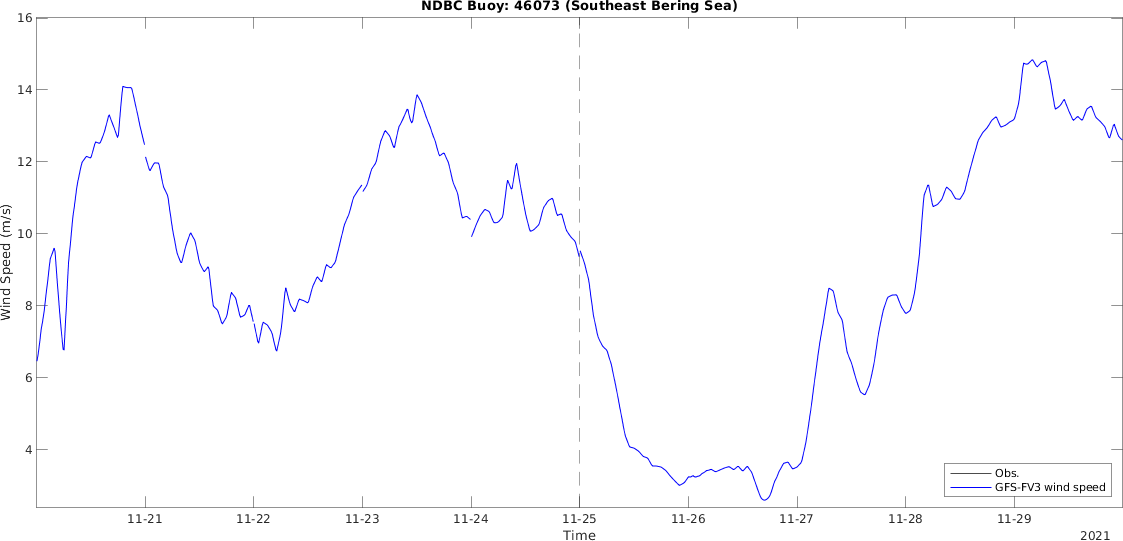 NDBC Buoy: 46073 (Southeast Bering Sea)
16
14
12
10
8
6
4
Wind Speed (m/s)
Obs.
GFS-FV3 wind speed
11-21 11-22 11-23 11-24 11-25 11-26 11-27 11-28 11-29
Time
2021